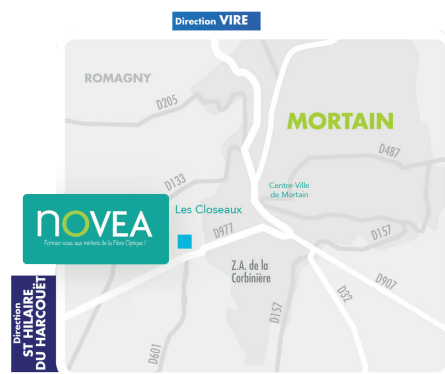 Direction VIRE
ROMAGNY
D205
MORTAIN
D487
D133
Centre-Ville
de Mortain
Les Closeaux
NOVEA
Formez-vous aux métiers de la Fibre Optique !
D977
D157
Z.A. de la
Corbinière
D907
D32
D157
D601
Direction
ST HILAIRE
DU HARCOUËT